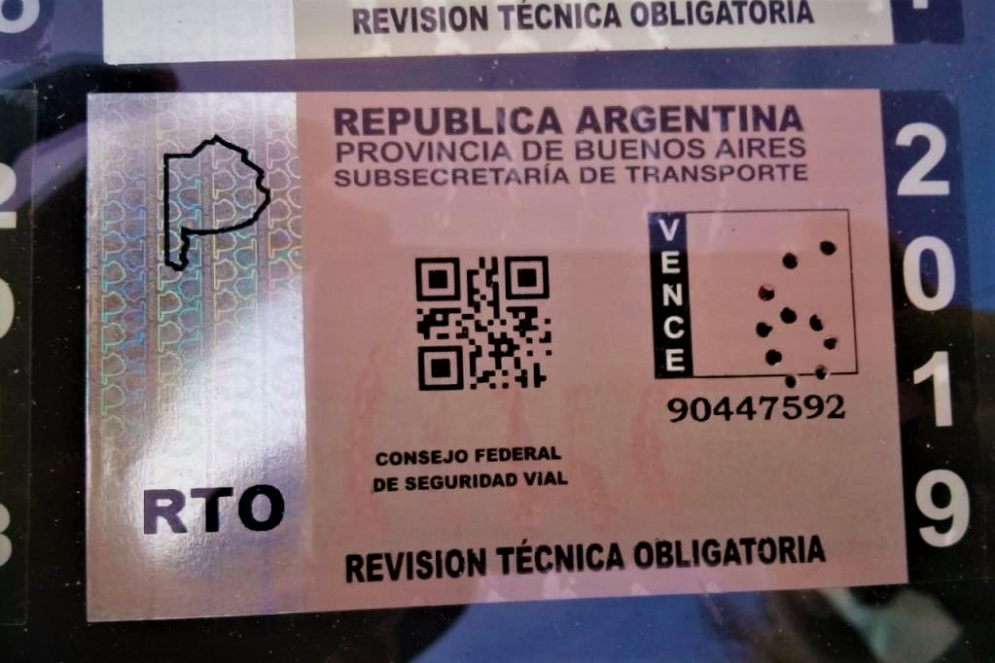 REVISION TÉCNICA OBLIGATORIA
REPUBLICA ARGENTINA
PROVINCIA DE BUENOS AIRES
SUBSECRETARÍA DE TRANSPORTE
VENCE
90447592
CONSEJO FEDERAL
DE SEGURIDAD VIAL
RTO
REVISION TÉCNICA OBLIGATORIA
2019